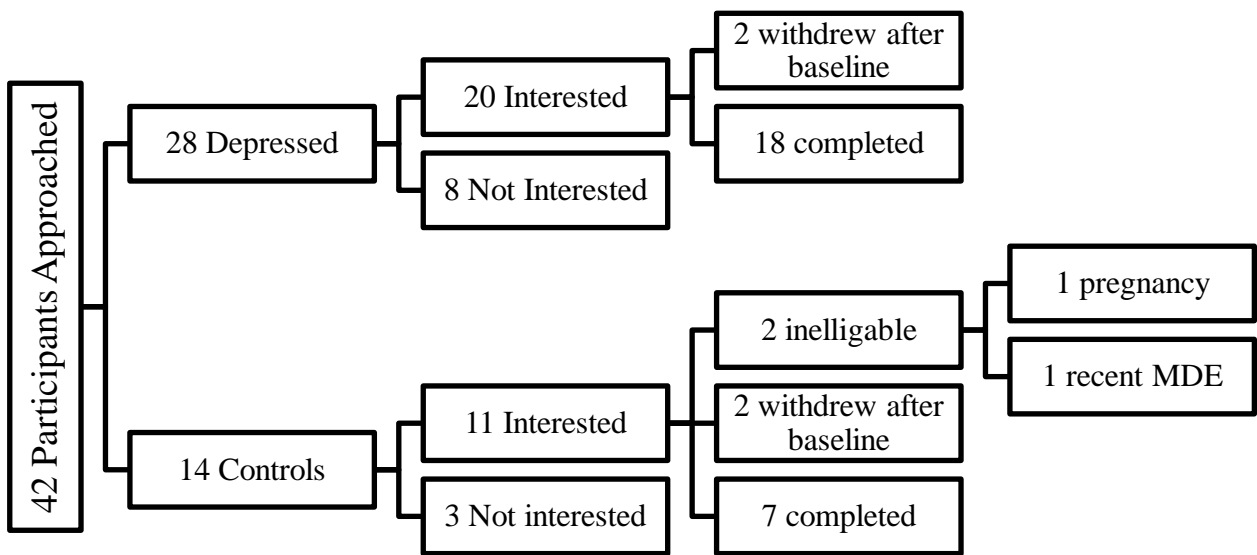 42 Participants Approached
28 Depressed
20 Interested
2 withdrew after
baseline
18 completed
8 Not Interested
14 Controls
11 Interested
2 inelligable
1 pregnancy
1 recent MDE
2 withdrew after
baseline
7 completed
3 Not interested